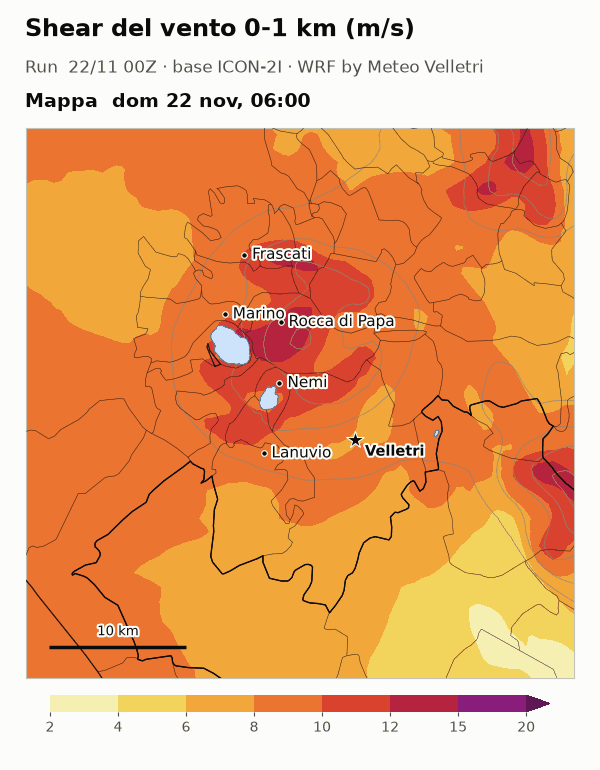 Shear del vento 0-1 km (m/s)
Run  22/11 00Z · base ICON-2I · WRF by Meteo Velletri
Mappa  dom 22 nov, 06:00
Frascati
Marino
Rocca di Papa
Nemi
Velletri
Lanuvio
10 km
2 4 6 8 10 12 15 20